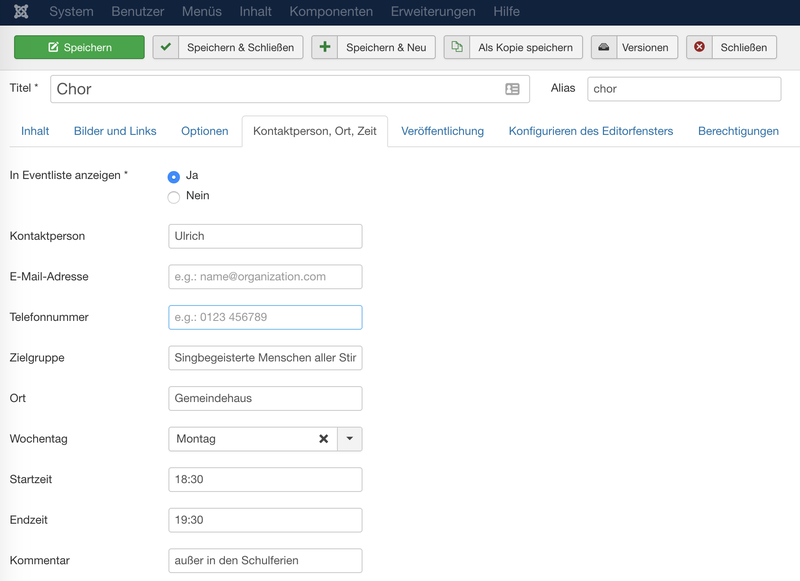 System Benutzer Menüs Inhalt Komponenten Erweiterungen Hilfe
Speichern Speichern & Schließen Speichern & Neu Als Kopie speichern Versionen Schließen
Titel * Chor Alias chor
Inhalt Bilder und Links Optionen Kontaktperson, Ort, Zeit Veröffentlichung Konfigurieren des Editorfensters Berechtigungen
In Eventliste anzeigen * Ja
Nein
Kontaktperson Ulrich
E-Mail-Adresse e.g.: name@organization.com
Telefonnummer e.g.: 0123 456789
Zielgruppe Singbegeisterte Menschen aller Stir
Ort Gemeindehaus
Wochentag Montag
Startzeit 18:30
Endzeit 19:30
Kommentar außer in den Schulferien